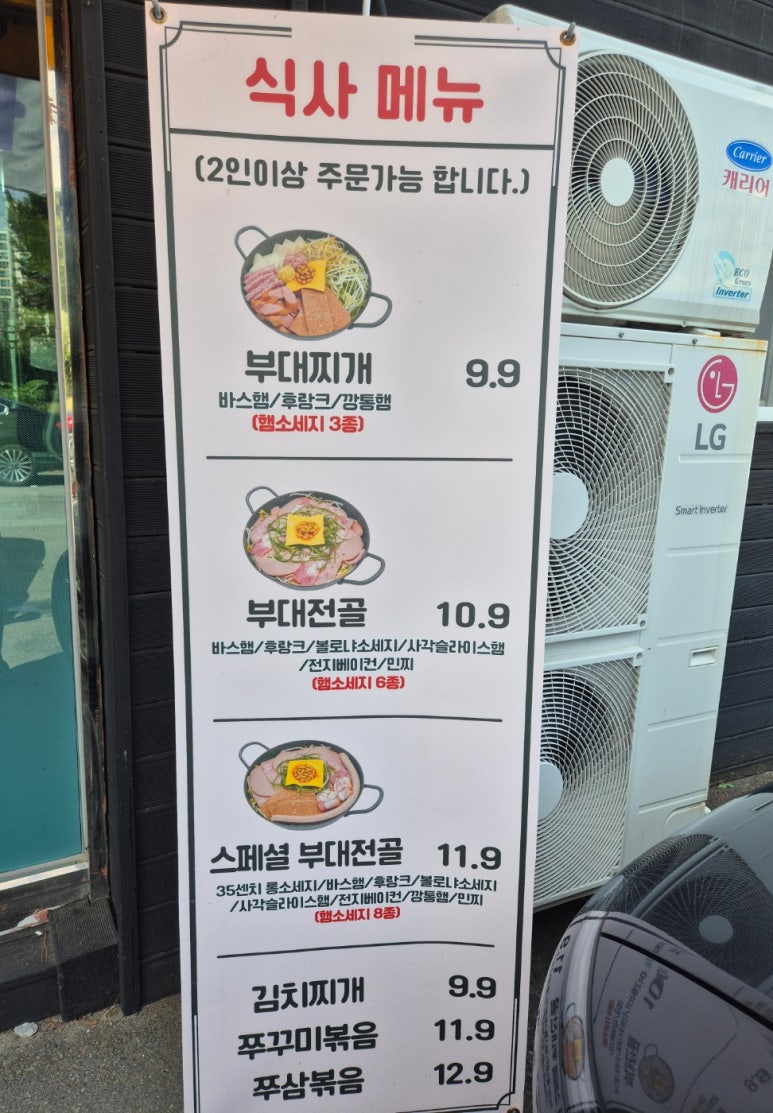 식사 메뉴
(2인이상 주문가능 합니다.)
부대찌개 9.9
바스햄/후랑크/깡통햄
(햄소세지 3종)
부대전골 10.9
바스햄/후랑크/볼로냐소세지/사각슬라이스햄
/전지베이컨/민찌
(햄소세지 6종)
스페셜 부대전골 11.9
35센치 롱소세지/바스햄/후랑크/볼로냐소세지
/사각슬라이스햄/전지베이컨/깡통햄/민찌
(햄소세지 8종)
김치찌개 9.9
쭈꾸미볶음 11.9
쭈삼볶음 12.9
Carrier
캐리어
ECO
Green
Inverter
LG
Smart Inverter